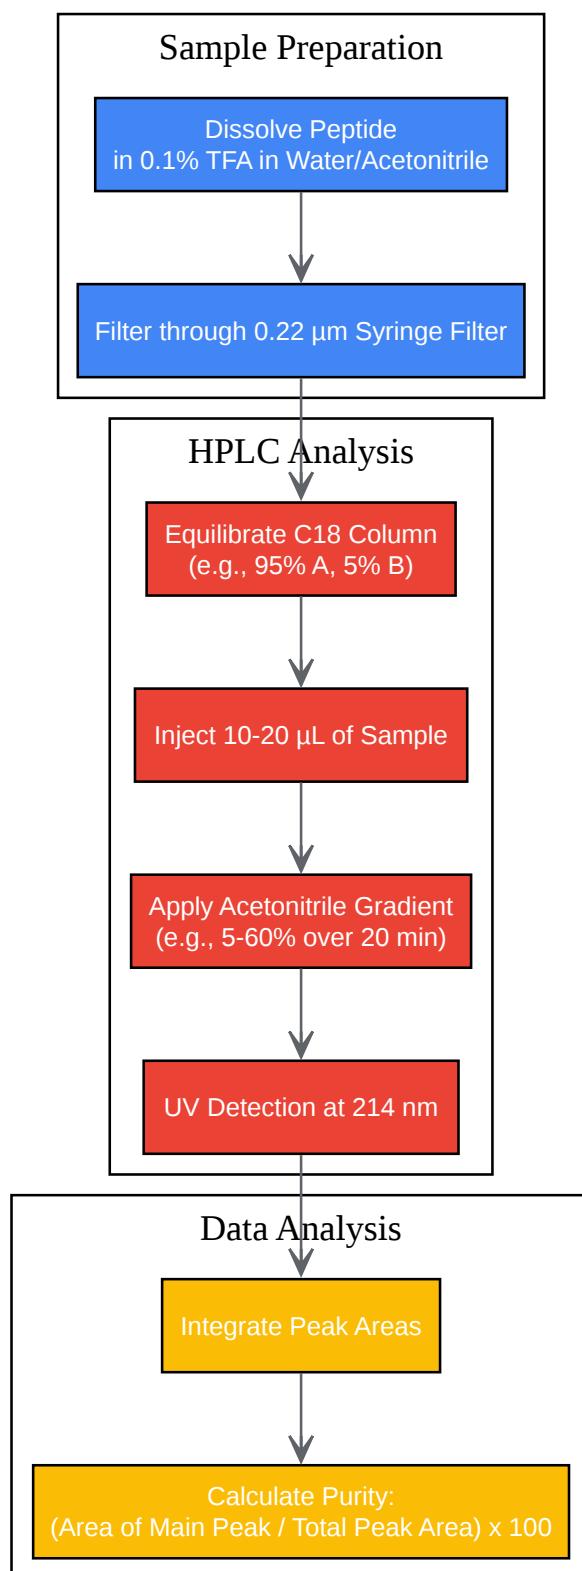 Sample Preparation
Dissolve Peptide
in 0.1% TFA in Water/Acetonitrile
Filter through 0.22 µm Syringe Filter
HPLC Analysis
Equilibrate C18 Column
(e.g., 95% A, 5% B)
Inject 10-20 µL of Sample
Apply Acetonitrile Gradient
(e.g., 5-60% over 20 min)
UV Detection at 214 nm
Data Analysis
Integrate Peak Areas
Calculate Purity:
(Area of Main Peak / Total Peak Area) x 100